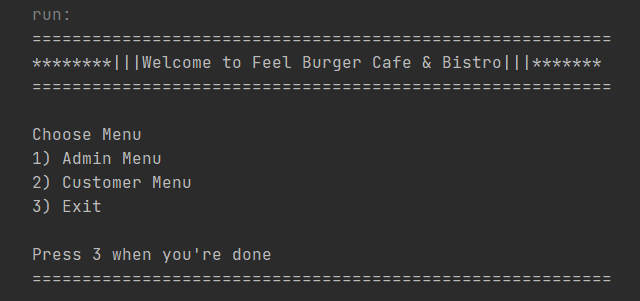 run:
==========================================================
********|||Welcome to Feel Burger Cafe & Bistro|||*******
==========================================================
Choose Menu
1) Admin Menu
2) Customer Menu
3) Exit
Press 3 when you're done
==========================================================